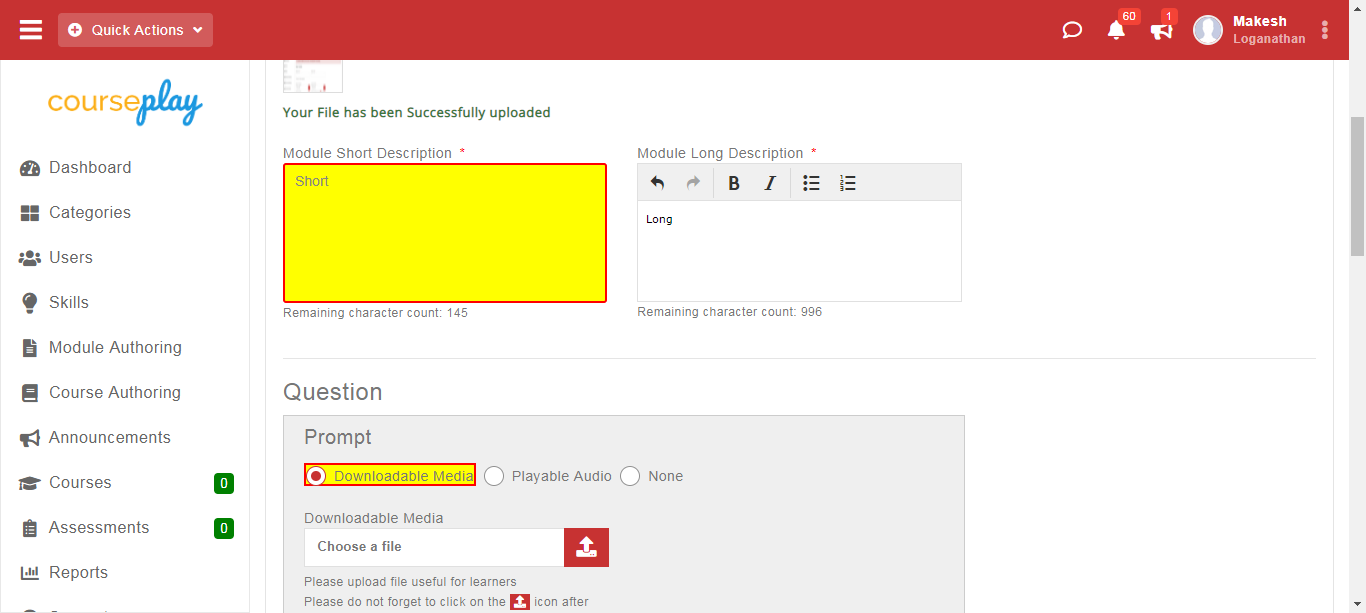 Quick Actions
60
1
Makesh
Loganathan
courseplay
Dashboard
Categories
Users
Skills
Module Authoring
Course Authoring
Announcements
Courses 0
Assessments 0
Reports
Your File has been Successfully uploaded
Module Short Description *
Short
Remaining character count: 145
Module Long Description *
B I
Long
Remaining character count: 996
Question
Prompt
Downloadable Media Playable Audio None
Downloadable Media
Choose a file
Please upload file useful for learners
Please do not forget to click on the icon after